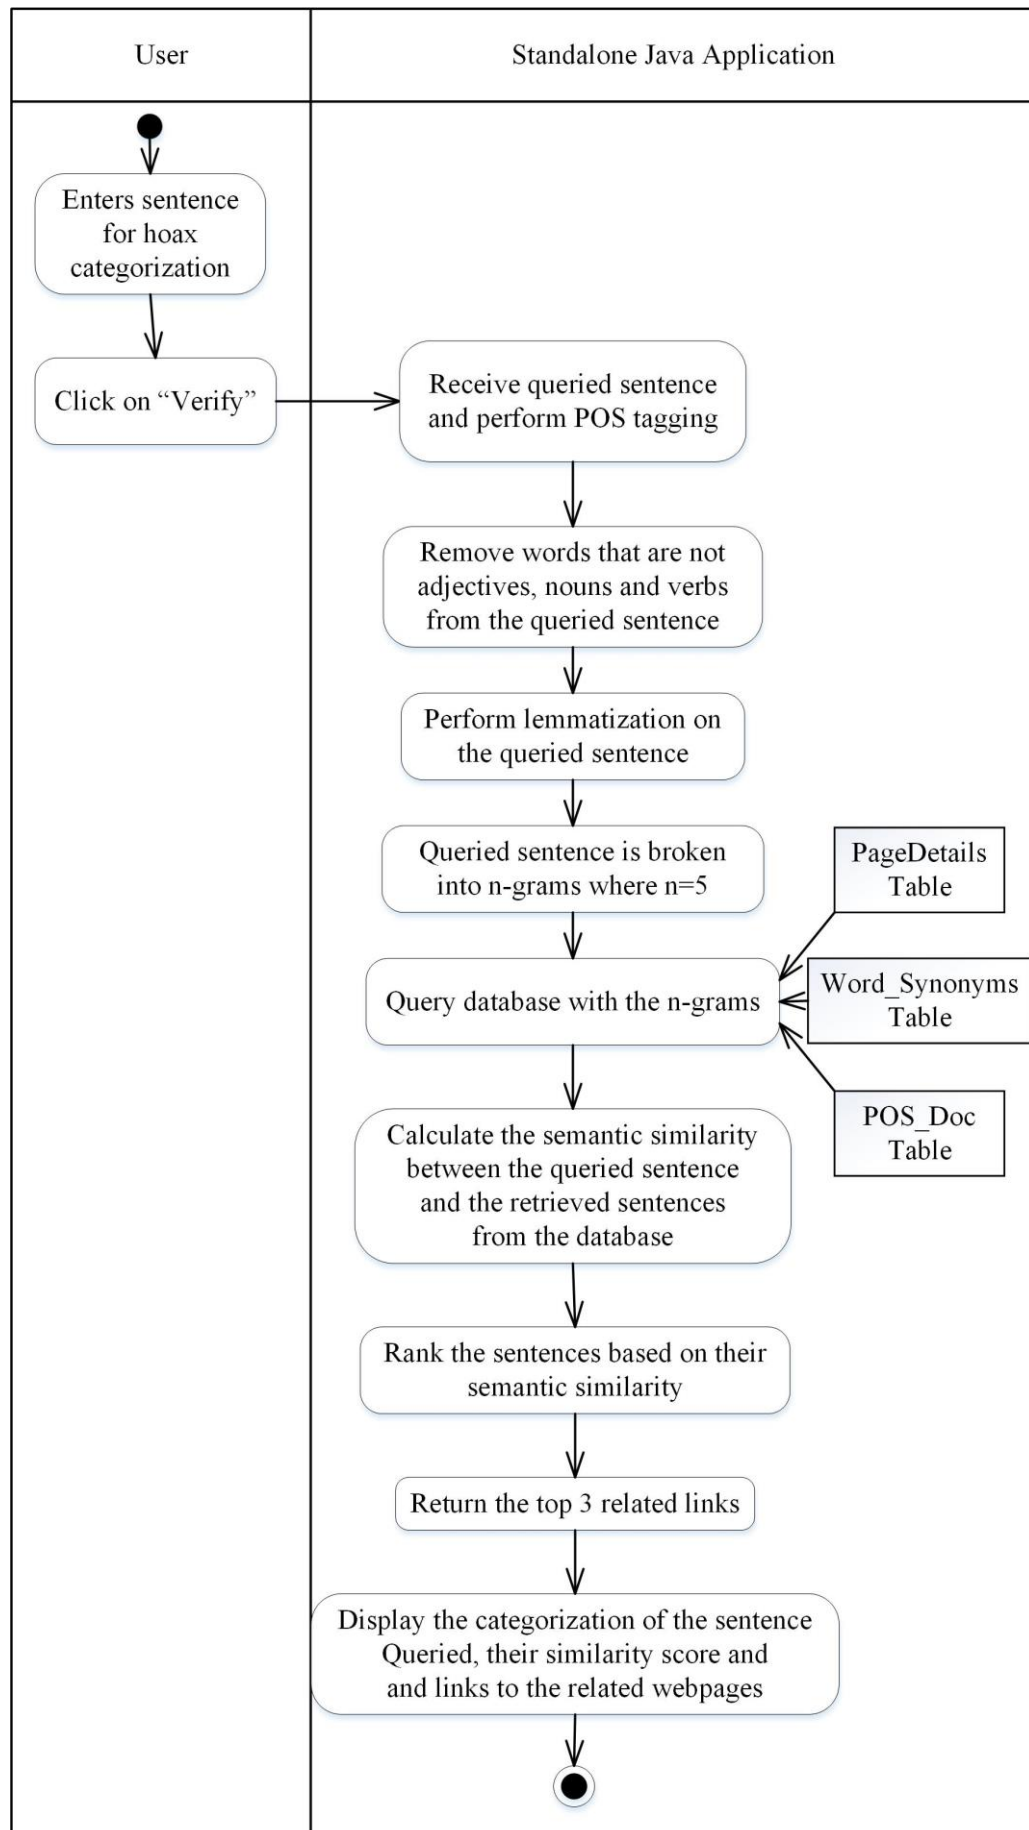 User
Standalone Java Application
Enters sentence
for hoax
categorization
Click on “Verify”
Receive queried sentence
and perform POS tagging
Remove words that are not
adjectives, nouns and verbs
from the queried sentence
Perform lemmatization on
the queried sentence
Queried sentence is broken
into n-grams where n=5
PageDetails
Table
Query database with the n-grams
Word_Synonyms
Table
POS_Doc
Table
Calculate the semantic similarity
between the queried sentence
and the retrieved sentences
from the database
Rank the sentences based on their
semantic similarity
Return the top 3 related links
Display the categorization of the sentence
Queried, their similarity score and
and links to the related webpages